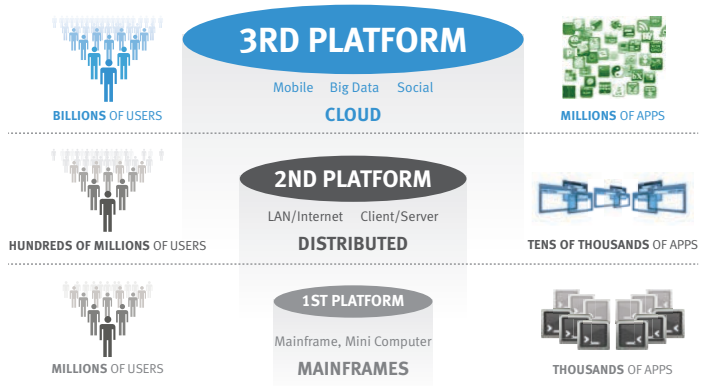 3RD PLATFORM
Mobile Big Data Social
CLOUD
BILLIONS OF USERS
MILLIONS OF APPS
2ND PLATFORM
LAN/Internet Client/Server
DISTRIBUTED
HUNDREDS OF MILLIONS OF USERS
TENS OF THOUSANDS OF APPS
1ST PLATFORM
Mainframe, Mini Computer
MAINFRAMES
MILLIONS OF USERS
THOUSANDS OF APPS